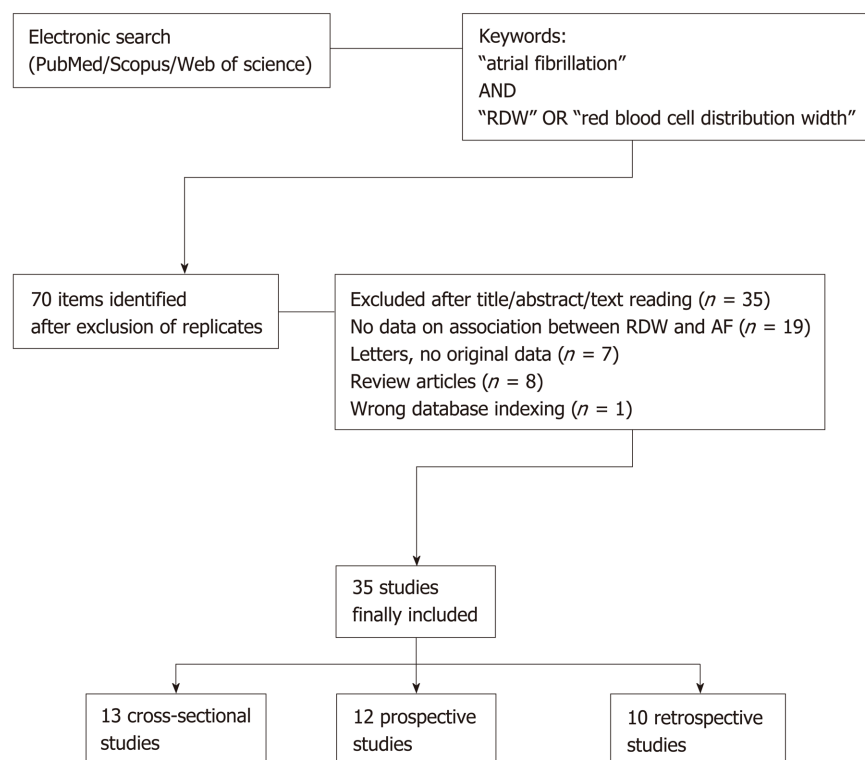 Electronic search
(PubMed/Scopus/Web of science)
Keywords:
“atrial fibrillation”
AND
“RDW” OR “red blood cell distribution width”
70 items identified
after exclusion of replicates
Excluded after title/abstract/text reading (n = 35)
No data on association between RDW and AF (n = 19)
Letters, no original data (n = 7)
Review articles (n = 8)
Wrong database indexing (n = 1)
35 studies
finally included
13 cross-sectional
studies
12 prospective
studies
10 retrospective
studies